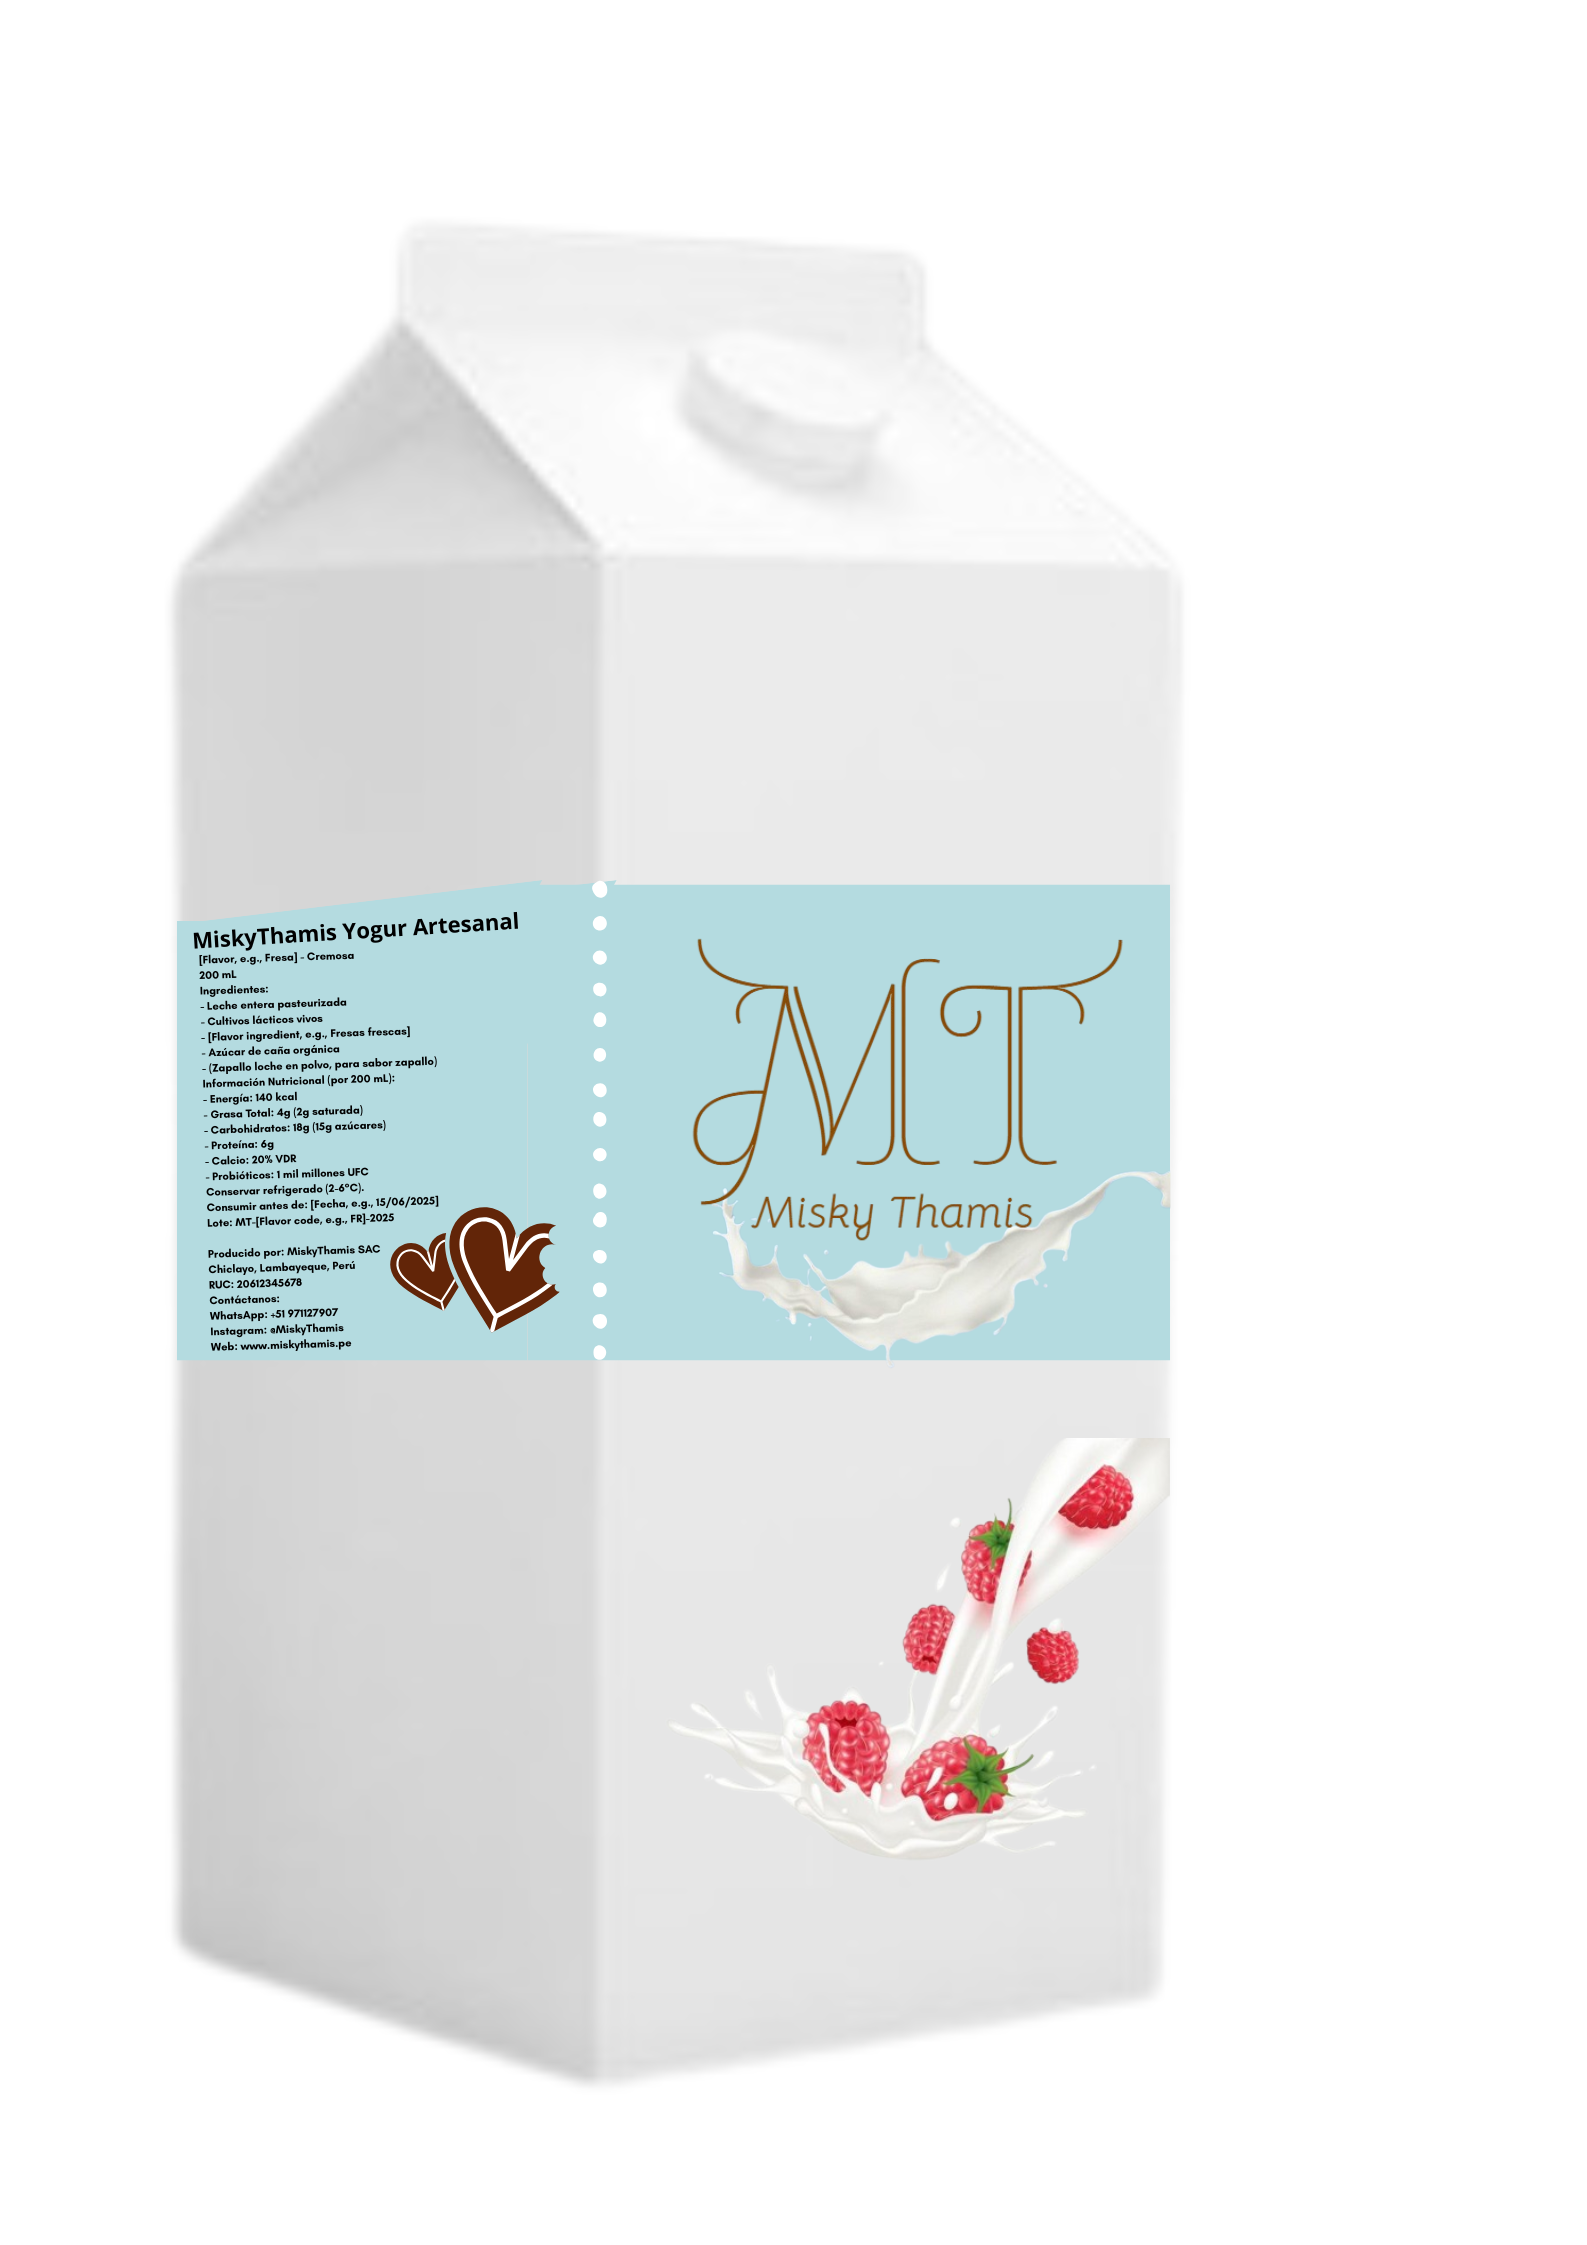 MiskyThamis Yogur Artesanal
[Flavor, e.g., Fresa] - Cremosa
200 mL
Ingredientes:
- Leche entera pasteurizada
- Cultivos lácticos vivos
- [Flavor ingredient, e.g., Fresas frescas]
- Azúcar de caña orgánica
- (Zapallo loche en polvo, para sabor zapallo)
Información Nutricional (por 200 mL):
- Energía: 140 kcal
- Grasa Total: 4g (2g saturada)
- Carbohidratos: 18g (15g azúcares)
- Proteína: 6g
- Calcio: 20% VDR
- Probióticos: 1 mil millones UFC
Conservar refrigerado (2-6°C).
Consumir antes de: [Fecha, e.g., 15/06/2025]
Lote: MT-[Flavor code, e.g., FR]-2025
Producido por: MiskyThamis SAC
Chiclayo, Lambayeque, Perú
RUC: 20612345678
Contáctanos:
WhatsApp: +51 971127907
Instagram: @MiskyThamis
Web: www.miskythamis.pe
MT
Misky Thamis